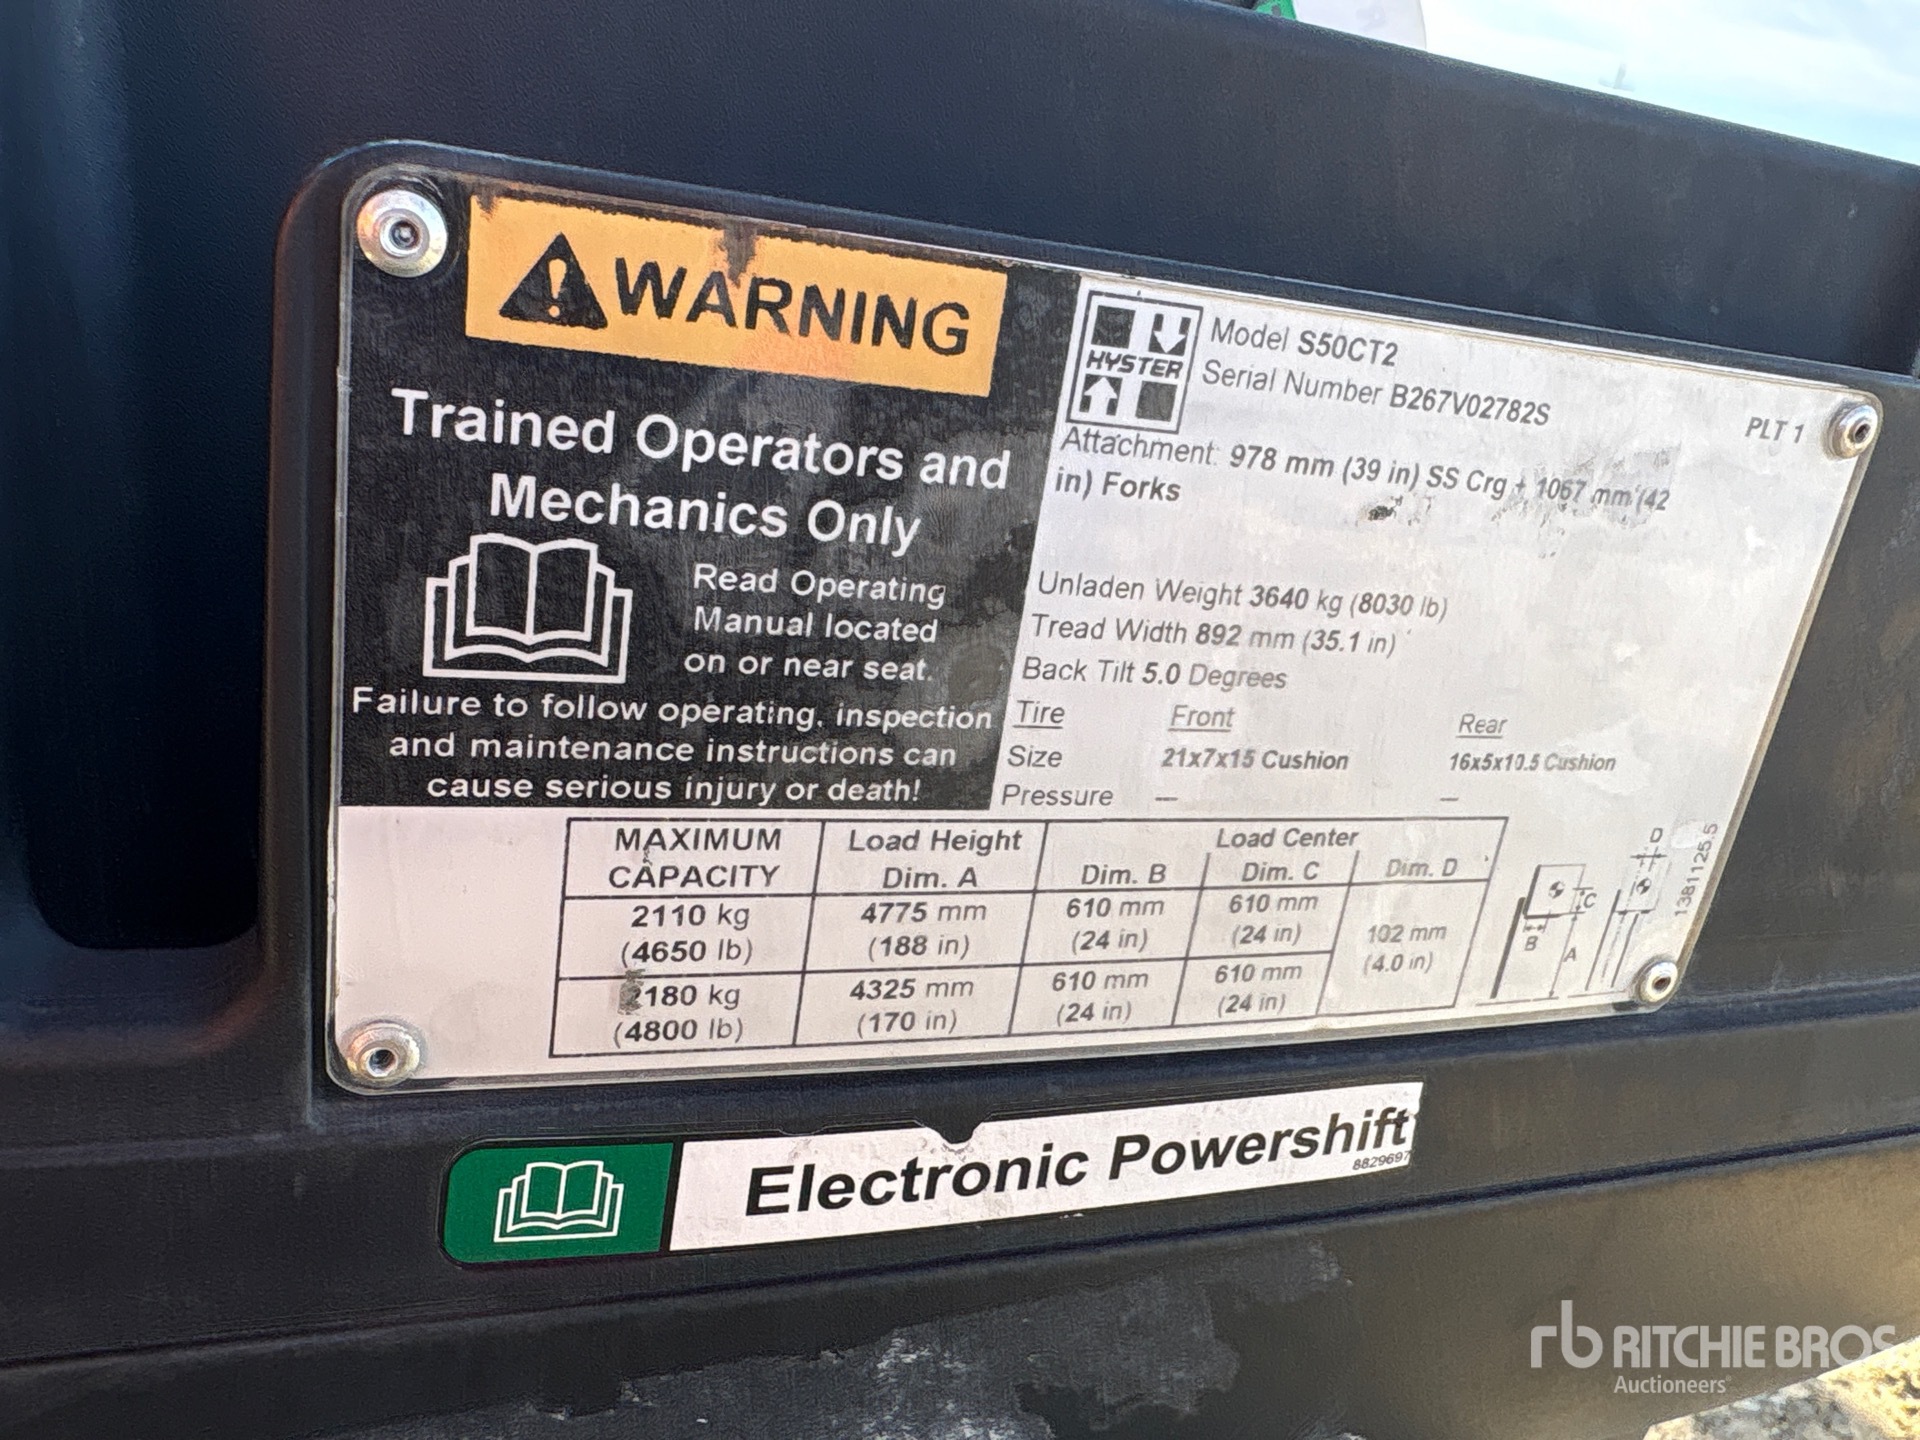 WARNING
Trained Operators and
Mechanics Only
Read Operating
Manual located
on or near seat.
Failure to follow operating, inspection
and maintenance instructions can
cause serious injury or death!
HYSTER
Model S50CT2
Serial Number B267V02782S
PLT 1
Attachment: 978 mm (39 in) SS Crg + 1067 mm (42
in) Forks
Unladen Weight 3640 kg (8030 lb)
Tread Width 892 mm (35.1 in)
Back Tilt 5.0 Degrees
Tire Front Rear
Size 21x7x15 Cushion 16x5x10.5 Cushion
Pressure — —
MAXIMUM CAPACITY Load Height Dim. A Load Center
Dim. B Dim. C Dim. D
2110 kg 4775 mm 610 mm 610 mm
(4650 lb) (188 in) (24 in) (24 in)
102 mm
(4.0 in)
2180 kg 4325 mm 610 mm 610 mm
(4800 lb) (170 in) (24 in) (24 in)
B C A D
1381125.5
Electronic Powershift
8829697
rb RITCHIE BROS
Auctioneers